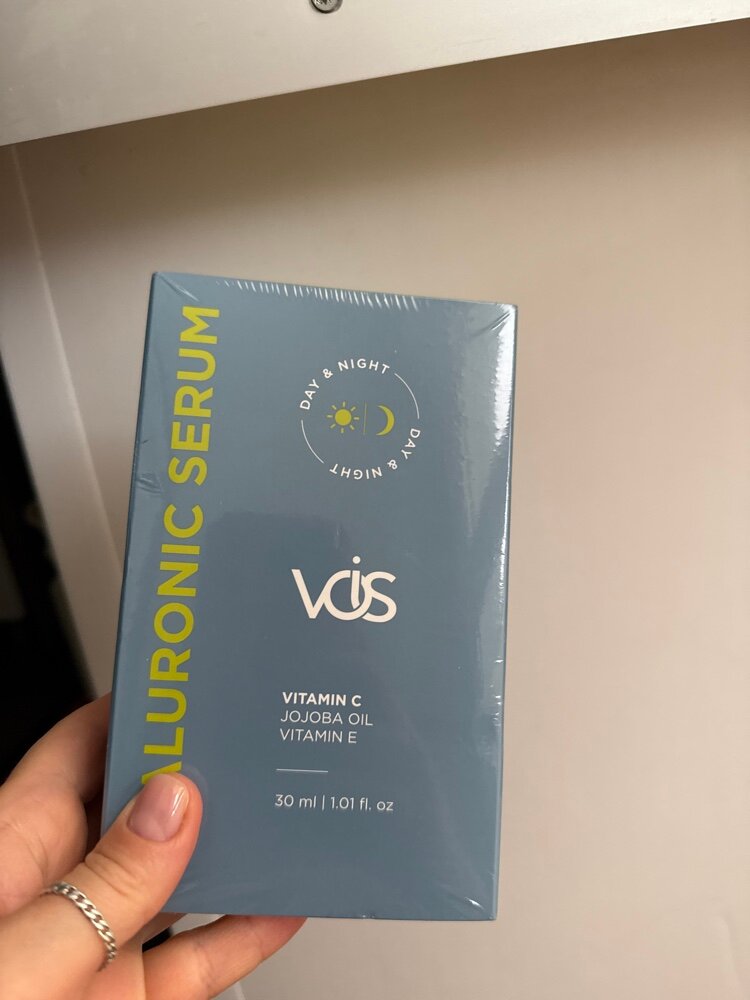 ALURONIC SERUM
DAY & NIGHT
DAY & NIGHT
VOIS
VITAMIN C
JOJOBA OIL
VITAMIN E
30 ml | 1.01 fl. oz